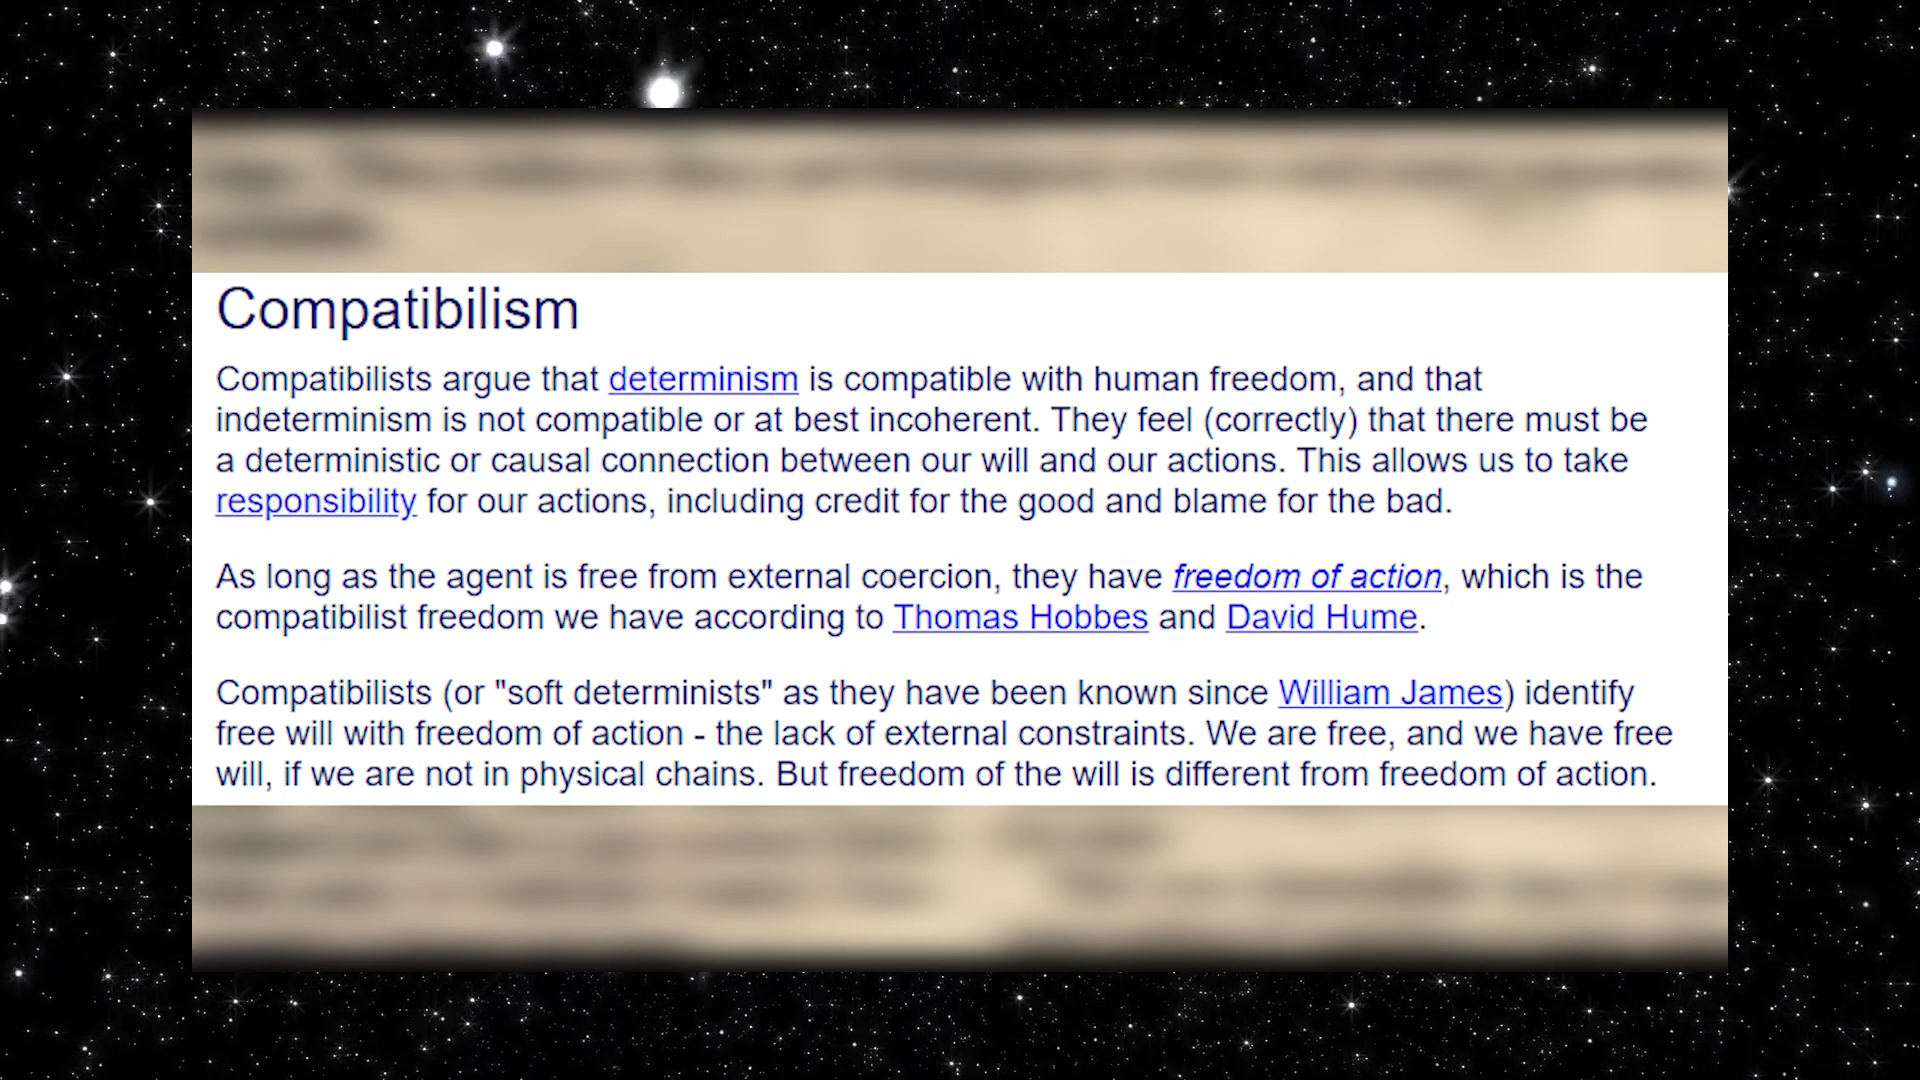 Compatibilism
Compatibilists argue that determinism is compatible with human freedom, and that
indeterminism is not compatible or at best incoherent. They feel (correctly) that there must be
a deterministic or causal connection between our will and our actions. This allows us to take
responsibility for our actions, including credit for the good and blame for the bad.
As long as the agent is free from external coercion, they have freedom of action, which is the
compatibilist freedom we have according to Thomas Hobbes and David Hume.
Compatibilists (or "soft determinists" as they have been known since William James) identify
free will with freedom of action - the lack of external constraints. We are free, and we have free
will, if we are not in physical chains. But freedom of the will is different from freedom of action.